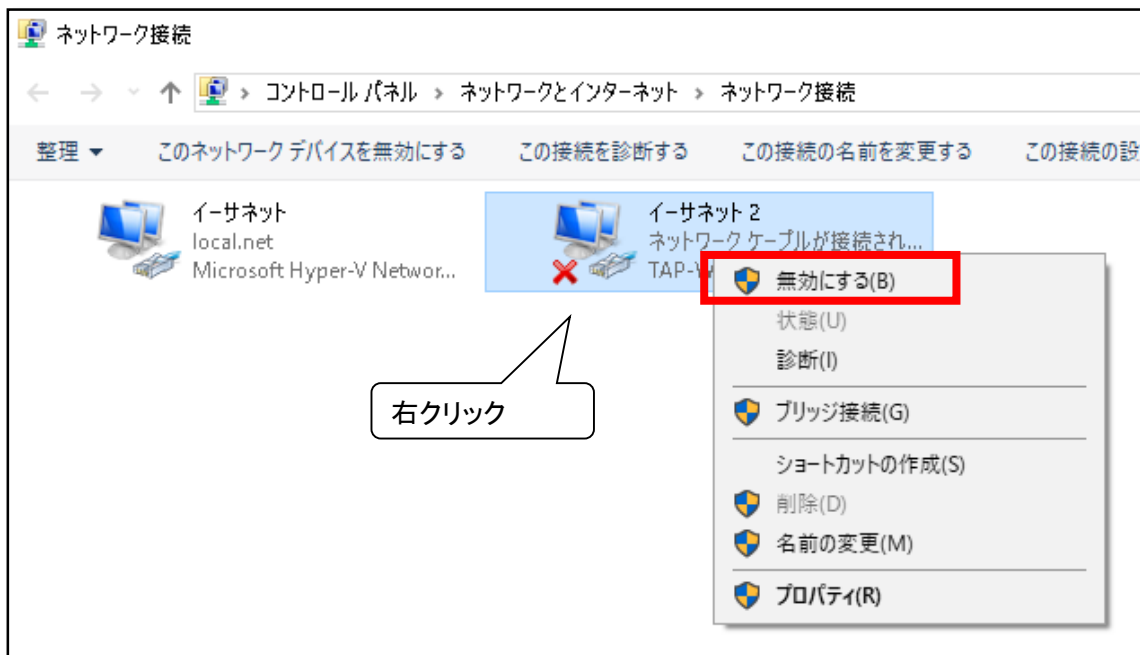 ネットワーク接続
コントロール パネル › ネットワークとインターネット › ネットワーク接続
整理 このネットワーク デバイスを無効にする この接続を診断する この接続の名前を変更する この接続の設
イーサネット
local.net
Microsoft Hyper-V Networ...
イーサネット 2
ネットワーク ケーブルが接続され...
TAP-
無効にする(B)
状態(U)
診断(I)
ブリッジ接続(G)
ショートカットの作成(S)
削除(D)
名前の変更(M)
プロパティ(R)
右クリック